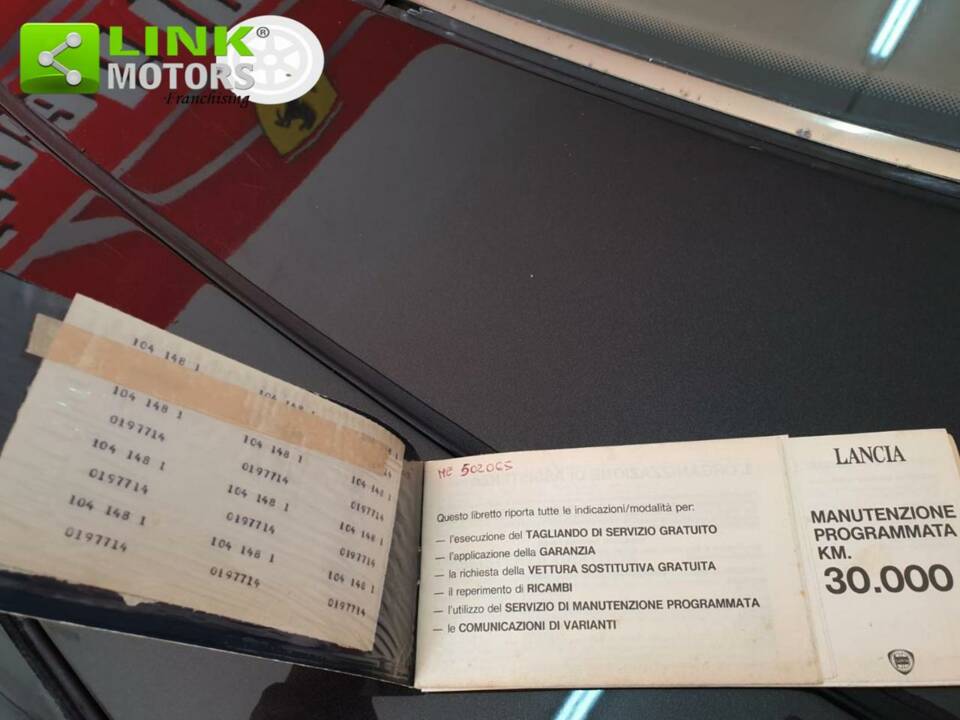 LINK®
MOTORS
Franchising
104 148 1
104 148 1
0197714
104 148 1
0197714
104 148 1
0197714
104 148 1
0197714
104 148 1
0197714
104 148 1
0197714
104 148 1
0197714
104 148 1
0197714
104 148 1
0197714
Questo libretto riporta tutte le indicazioni/modalità per:
— l'esecuzione del TAGLIANDO DI SERVIZIO GRATUITO
— l'applicazione della GARANZIA
— la richiesta della VETTURA SOSTITUTIVA GRATUITA
— il reperimento di RICAMBI
— l'utilizzo del SERVIZIO DI MANUTENZIONE PROGRAMMATA
— le COMUNICAZIONI DI VARIANTI
LANCIA
MANUTENZIONE
PROGRAMMATA
KM.
30.000